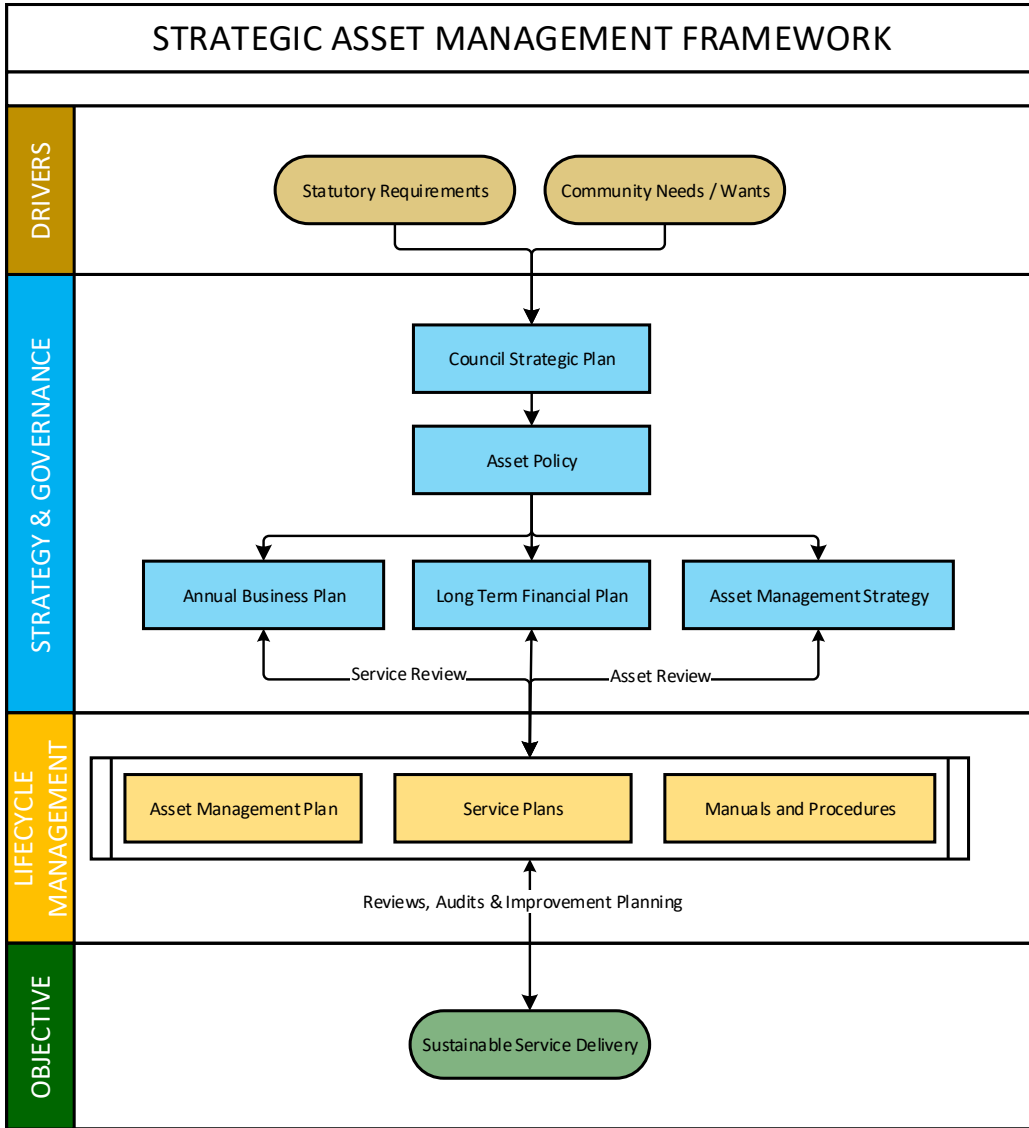 STRATEGIC ASSET MANAGEMENT FRAMEWORK
DRIVERS
Statutory Requirements
Community Needs / Wants
STRATEGY & GOVERNANCE
Council Strategic Plan
Asset Policy
Annual Business Plan
Long Term Financial Plan
Asset Management Strategy
Service Review
Asset Review
LIFECYCLE
MANAGEMENT
Asset Management Plan
Service Plans
Manuals and Procedures
Reviews, Audits & Improvement Planning
OBJECTIVE
Sustainable Service Delivery